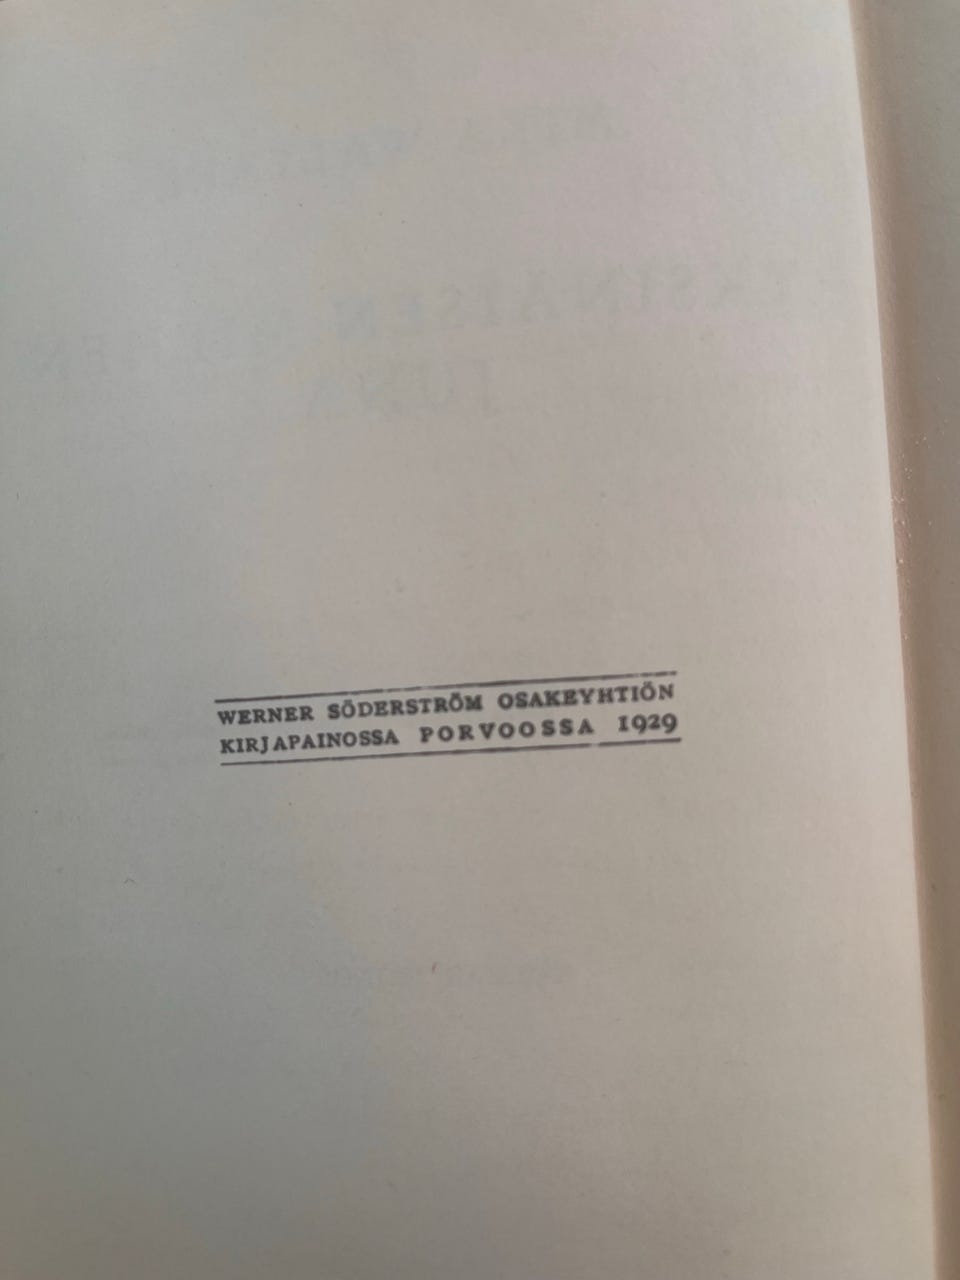 WERNER SÖDERSTRÖM OSAKEYHTIÖN
KIRJAPAINOSSA PORVOOSSA 1929